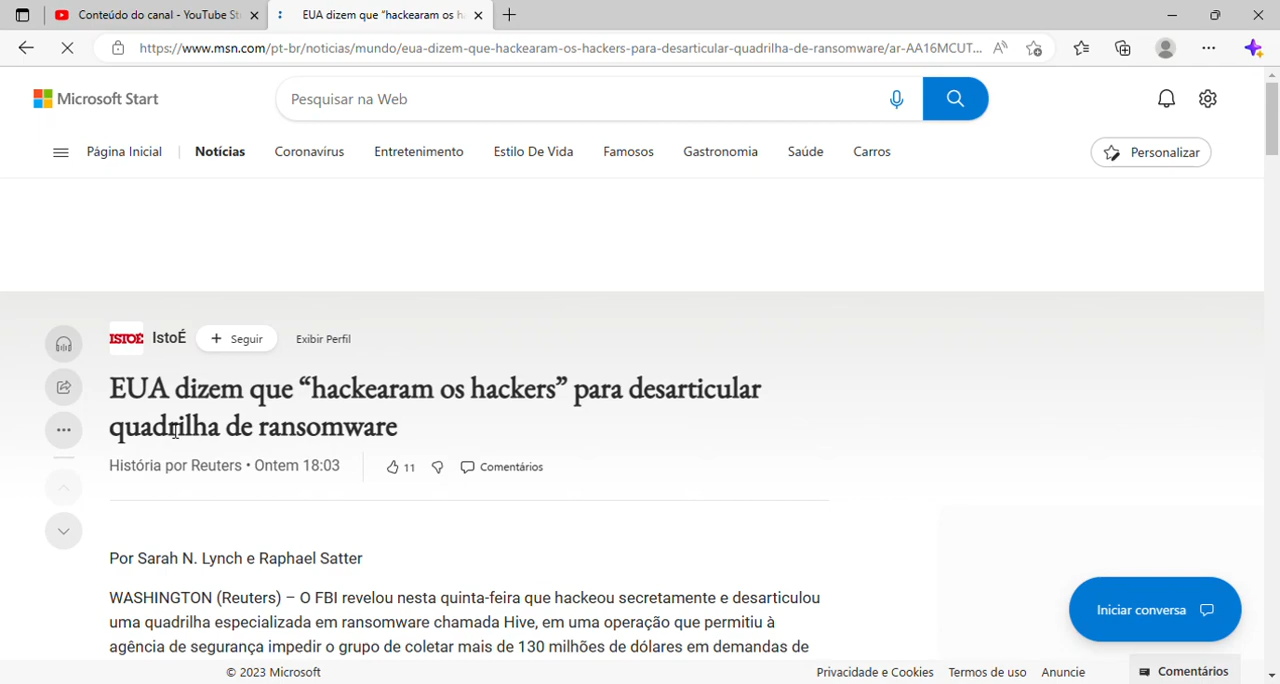 Conteúdo do canal - YouTube St
EUA dizem que "hackearam os h
https://www.msn.com/pt-br/noticias/mundo/eua-dizem-que-hackearam-os-hackers-para-desarticular-quadrilha-de-ransomware/ar-AA16MCUT...
Microsoft Start
Pesquisar na Web
Página Inicial
Notícias
Coronavírus
Entretenimento
Estilo De Vida
Famosos
Gastronomia
Saúde
Carros
Personalizar
ISTOÉ IstoÉ + Seguir Exibir Perfil
EUA dizem que “hackearam os hackers” para desarticular
quadrilha de ransomware
História por Reuters • Ontem 18:03
11
Comentários
Por Sarah N. Lynch e Raphael Satter
WASHINGTON (Reuters) – O FBI revelou nesta quinta-feira que hackeou secretamente e desarticulou
uma quadrilha especializada em ransomware chamada Hive, em uma operação que permitiu à
agência de segurança impedir o grupo de coletar mais de 130 milhões de dólares em demandas de
Iniciar conversa
© 2023 Microsoft
Privacidade e Cookies
Termos de uso
Anuncie
Comentários